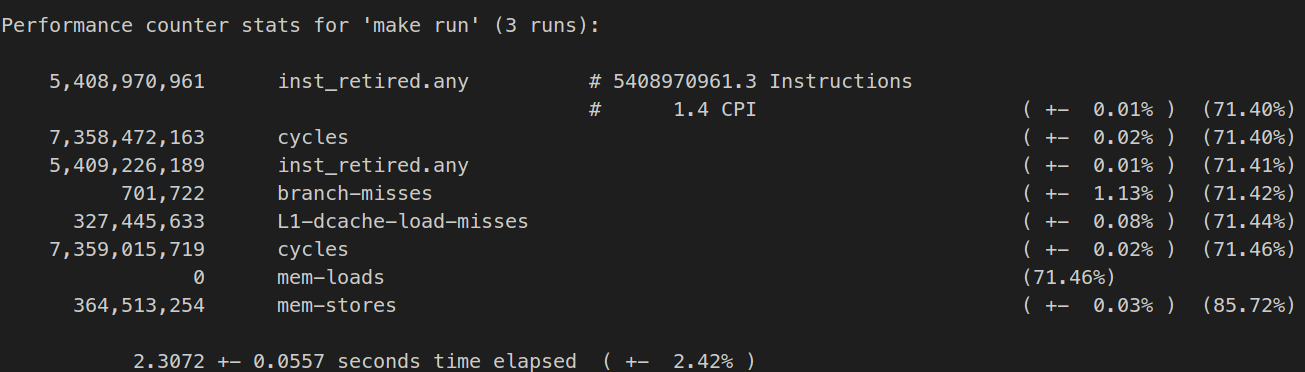 Performance counter stats for 'make run' (3 runs):
5,408,970,961 inst_retired.any # 5408970961.3 Instructions
# 1.4 CPI ( +- 0.01% ) (71.40%)
7,358,472,163 cycles ( +- 0.02% ) (71.40%)
5,409,226,189 inst_retired.any ( +- 0.01% ) (71.41%)
701,722 branch-misses ( +- 1.13% ) (71.42%)
327,445,633 L1-dcache-load-misses ( +- 0.08% ) (71.44%)
7,359,015,719 cycles ( +- 0.02% ) (71.46%)
0 mem-loads (71.46%)
364,513,254 mem-stores ( +- 0.03% ) (85.72%)
2.3072 +- 0.0557 seconds time elapsed ( +- 2.42% )